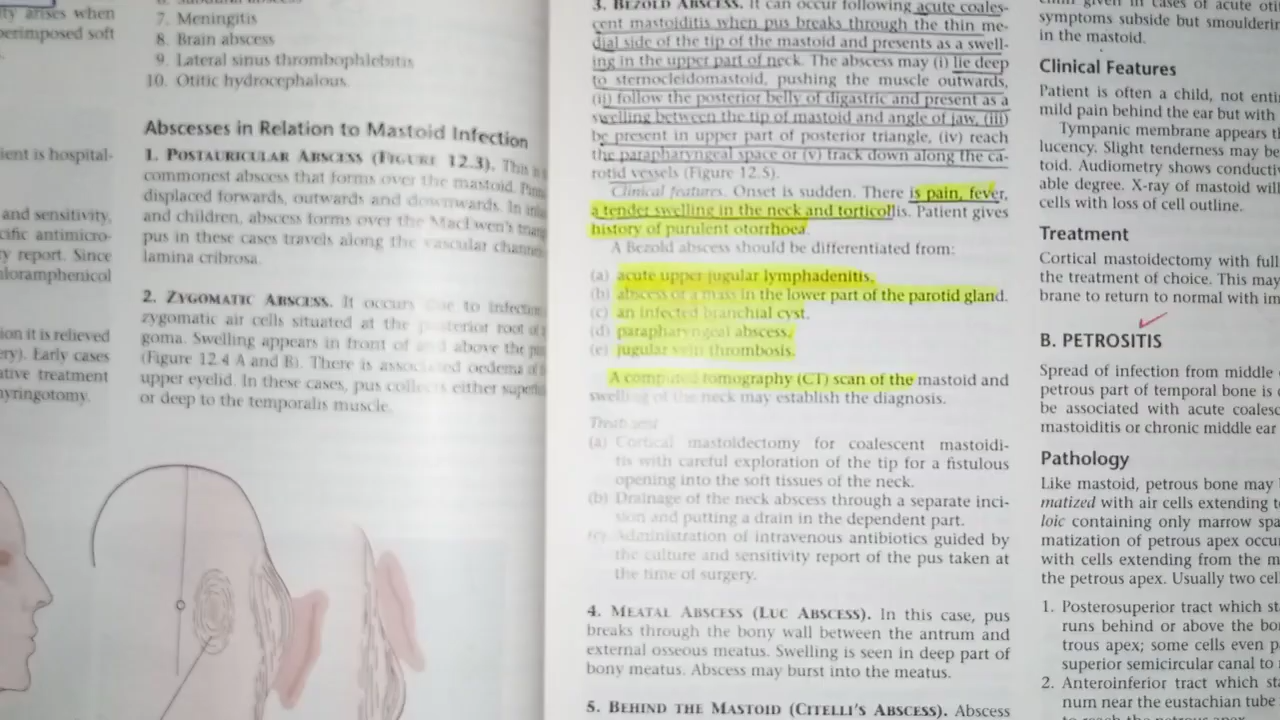 ity arises when
perimposed soft
ient is hospital-
and sensitivity,
cific antimicro-
y report. Since
loramphenicol
ion it is relieved
ery). Early cases
ative treatment
nyringotomy.
7. Meningitis
8. Brain abscess
9. Lateral sinus thrombophlebitis
10. Otitic hydrocephalous.
Abscesses in Relation to Mastoid Infection
1. POSTAURICULAR ABSCESS (FIGURE 12.3). This is
commonest abscess that forms over the mastoid.
displaced forwards, outwards and downwards. In
and children, abscess forms over the MacEwen's
pus in these cases travels along the vascular
lamina cribrosa.
2. ZYGOMATIC ABSCESS. It occurs due to
zygomatic air cells situated at the posterior root
goma. Swelling appears in front of and above the
(Figure 12.4 A and B). There is associated oedema of
upper eyelid. In these cases, pus collects either
or deep to the temporalis muscle.
3. BEZOLD ABSCESS. It can occur following acute coales-
cent mastoiditis when pus breaks through the thin me-
dial side of the tip of the mastoid and presents as a swell-
ing in the upper part of neck. The abscess may (i) lie deep
to sternocleidomastoid, pushing the muscle outwards,
(ii) follow the posterior belly of digastric and present as a
swelling between the tip of mastoid and angle of jaw, (iii)
be present in upper part of posterior triangle, (iv) reach
the parapharyngeal space or (v) track down along the ca-
rotid vessels (Figure 12.5).
Clinical features. Onset is sudden. There is pain, fever,
a tender swelling in the neck and torticollis. Patient gives
history of purulent otorrhoea.
A Bezold abscess should be differentiated from:
(a) acute upper jugular lymphadenitis.
(b) abscess or a mass in the lower part of the parotid gland.
(c) an infected branchial cyst.
(d) parapharyngeal abscess.
(e) jugular vein thrombosis.
A computed tomography (CT) scan of the mastoid and
swelling of the neck may establish the diagnosis.
Treatment
(a) Cortical mastoidectomy for coalescent mastoidi-
tis with careful exploration of the tip for a fistulous
opening into the soft tissues of the neck.
(b) Drainage of the neck abscess through a separate inci-
sion and putting a drain in the dependent part.
(c) Administration of intravenous antibiotics guided by
the culture and sensitivity report of the pus taken at
the time of surgery.
4. MEATAL ABSCESS (LUC ABSCESS). In this case, pus
breaks through the bony wall between the antrum and
external osseous meatus. Swelling is seen in deep part of
bony meatus. Abscess may burst into the meatus.
5. BEHIND THE MASTOID (CITELLI'S ABSCESS). Abscess
symptoms subside but smoulderin
in the mastoid.
Clinical Features
Patient is often a child, not enti
mild pain behind the ear but with
Tympanic membrane appears t
lucency. Slight tenderness may be
toid. Audiometry shows conducti
able degree. X-ray of mastoid will
cells with loss of cell outline.
Treatment
Cortical mastoidectomy with full
the treatment of choice. This may
brane to return to normal with im
B. PETROSITIS
Spread of infection from middle
petrous part of temporal bone is
be associated with acute coales
mastoiditis or chronic middle ear
Pathology
Like mastoid, petrous bone may
matized with air cells extending t
loic containing only marrow spa
matization of petrous apex occu
with cells extending from the m
the petrous apex. Usually two cel
1. Posterosuperior tract which st
runs behind or above the bo
trous apex; some cells even p
superior semicircular canal to
2. Anteroinferior tract which sta
num near the eustachian tube